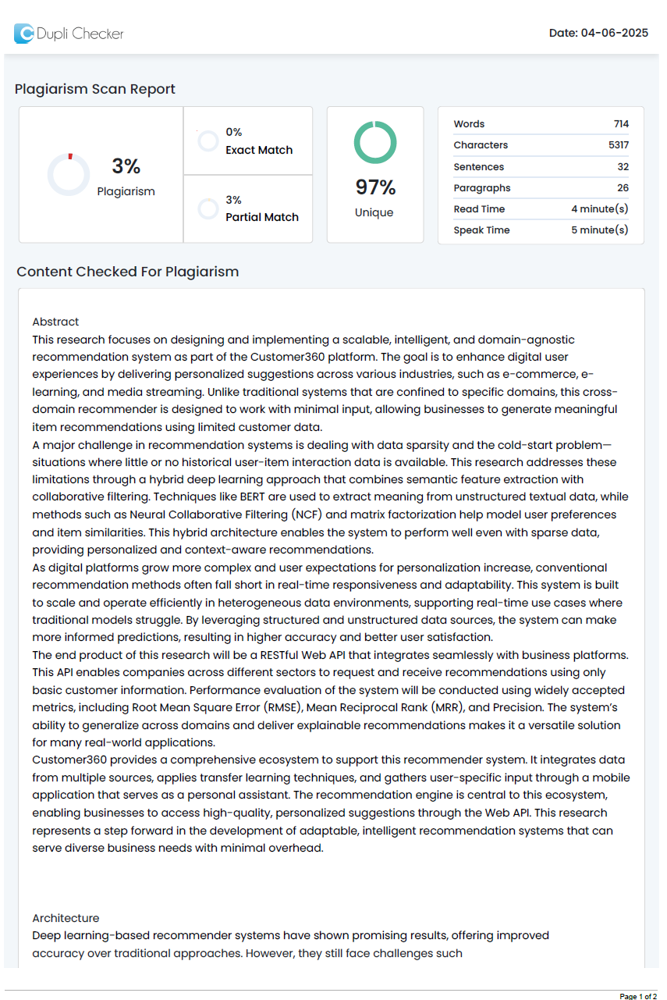 Dupli Checker
Date: 04-06-2025
Plagiarism Scan Report
3%
Plagiarism
0%
Exact Match
3%
Partial Match
97%
Unique
Words 714
Characters 5317
Sentences 32
Paragraphs 26
Read Time 4 minute(s)
Speak Time 5 minute(s)
Content Checked For Plagiarism
Abstract
This research focuses on designing and implementing a scalable, intelligent, and domain-agnostic
recommendation system as part of the Customer360 platform. The goal is to enhance digital user
experiences by delivering personalized suggestions across various industries, such as e-commerce, e-
learning, and media streaming. Unlike traditional systems that are confined to specific domains, this cross-
domain recommender is designed to work with minimal input, allowing businesses to generate meaningful
item recommendations using limited customer data.
A major challenge in recommendation systems is dealing with data sparsity and the cold-start problem—
situations where little or no historical user-item interaction data is available. This research addresses these
limitations through a hybrid deep learning approach that combines semantic feature extraction with
collaborative filtering. Techniques like BERT are used to extract meaning from unstructured textual data, while
methods such as Neural Collaborative Filtering (NCF) and matrix factorization help model user preferences
and item similarities. This hybrid architecture enables the system to perform well even with sparse data,
providing personalized and context-aware recommendations.
As digital platforms grow more complex and user expectations for personalization increase, conventional
recommendation methods often fall short in real-time responsiveness and adaptability. This system is built
to scale and operate efficiently in heterogeneous data environments, supporting real-time use cases where
traditional models struggle. By leveraging structured and unstructured data sources, the system can make
more informed predictions, resulting in higher accuracy and better user satisfaction.
The end product of this research will be a RESTful Web API that integrates seamlessly with business platforms.
This API enables companies across different sectors to request and receive recommendations using only
basic customer information. Performance evaluation of the system will be conducted using widely accepted
metrics, including Root Mean Square Error (RMSE), Mean Reciprocal Rank (MRR), and Precision. The system's
ability to generalize across domains and deliver explainable recommendations makes it a versatile solution
for many real-world applications.
Customer360 provides a comprehensive ecosystem to support this recommender system. It integrates data
from multiple sources, applies transfer learning techniques, and gathers user-specific input through a mobile
application that serves as a personal assistant. The recommendation engine is central to this ecosystem,
enabling businesses to access high-quality, personalized suggestions through the Web API. This research
represents a step forward in the development of adaptable, intelligent recommendation systems that can
serve diverse business needs with minimal overhead.
Architecture
Deep learning-based recommender systems have shown promising results, offering improved
accuracy over traditional approaches. However, they still face challenges such
Page 1 of 2